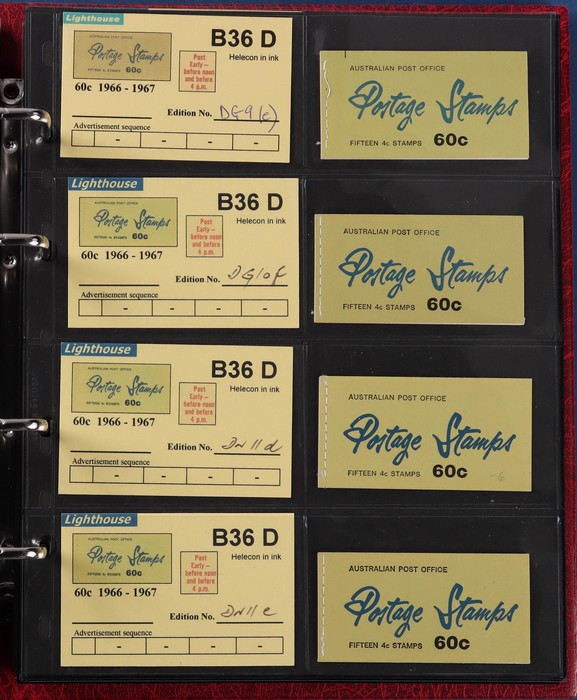 Lighthouse
B36 D
Helecon in ink
AUSTRALIAN POST OFFICE
Postage Stamps
FIFTEEN 4c STAMPS 60c
Post
Early –
before noon
and before
4 p.m.
60c 1966 - 1967
Edition No. DG9(e)
Advertisement sequence
- - - -
AUSTRALIAN POST OFFICE
Postage Stamps
FIFTEEN 4c STAMPS 60c
Lighthouse
B36 D
Helecon in ink
AUSTRALIAN POST OFFICE
Postage Stamps
FIFTEEN 4c STAMPS 60c
Post
Early –
before noon
and before
4 p.m.
60c 1966 - 1967
Edition No. DG10f
Advertisement sequence
- - - -
AUSTRALIAN POST OFFICE
Postage Stamps
FIFTEEN 4c STAMPS 60c
Lighthouse
B36 D
Helecon in ink
AUSTRALIAN POST OFFICE
Postage Stamps
FIFTEEN 4c STAMPS 60c
Post
Early –
before noon
and before
4 p.m.
60c 1966 - 1967
Edition No.
Advertisement sequence
- - - -
AUSTRALIAN POST OFFICE
Postage Stamps
FIFTEEN 4c STAMPS 60c
Lighthouse
B36 D
Helecon in ink
AUSTRALIAN POST OFFICE
Postage Stamps
FIFTEEN 4c STAMPS 60c
Post
Early –
before noon
and before
4 p.m.
60c 1966 - 1967
Edition No.
Advertisement sequence
- - - -
AUSTRALIAN POST OFFICE
Postage Stamps
FIFTEEN 4c STAMPS 60c